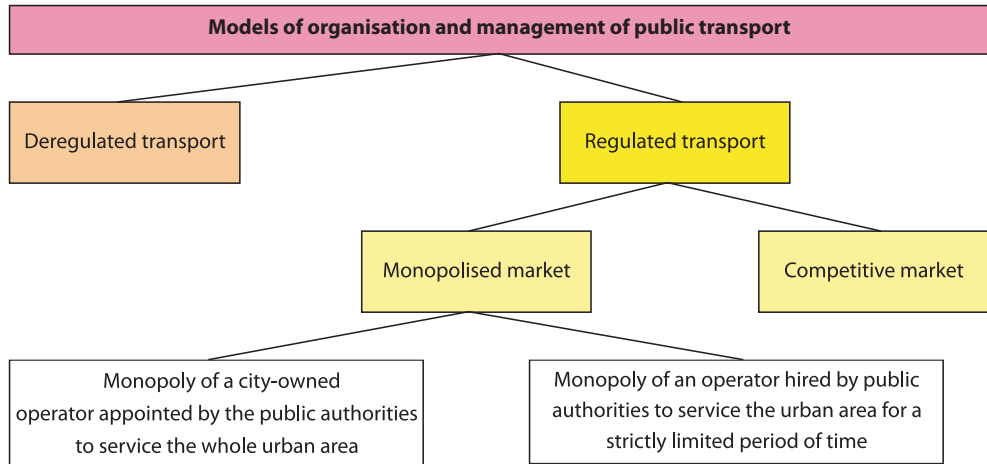 Models of organisation and management of public transport
Deregulated transport
Regulated transport
Monopolised market
Competitive market
Monopoly of a city-owned
operator appointed by the public authorities
to service the whole urban area
Monopoly of an operator hired by public
authorities to service the urban area for a
strictly limited period of time